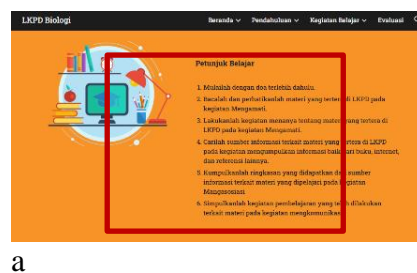 LKPD Biologi
Beranda Pendahuluan Kegiatan Belajar Evaluasi
Petunjuk Belajar
1. Mulailah dengan doa terlebih dahulu.
2. Bacalah dan perhatikanlah materi yang tertera di LKPD pada
kegiatan Mengamati.
3. Lakukanlah kegiatan menanya tentang materi yang tertera di
LKPD pada kegiatan Mengamati.
4. Carilah sumber informasi terkait materi yang tertera di LKPD
pada kegiatan mengumpulkan informasi baik dari buku, internet,
dan referensi lainnya.
5. Kumpulkanlah ringkasan yang didapatkan dari sumber
informasi terkait materi yang dipelajari pada kegiatan
Mengasosiasi
6. Simpulkanlah kegiatan pembelajaran yang telah dilakukan
terkait materi pada kegiatan mengkomunikasi
a